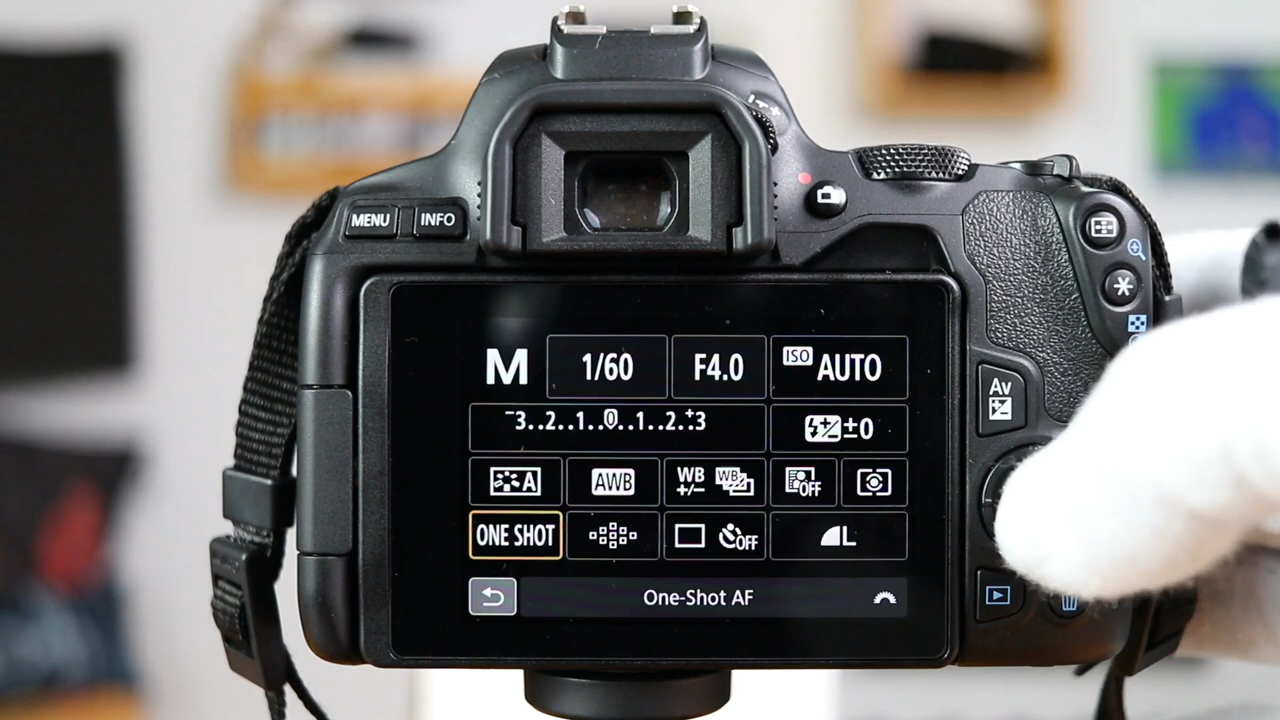 MENU INFO
M 1/60 F4.0 ISO AUTO
-3..2..1..0..1..2..+3 ±0
A AWB WB +/- WB OFF
ONE SHOT OFF L
One-Shot AF
Av